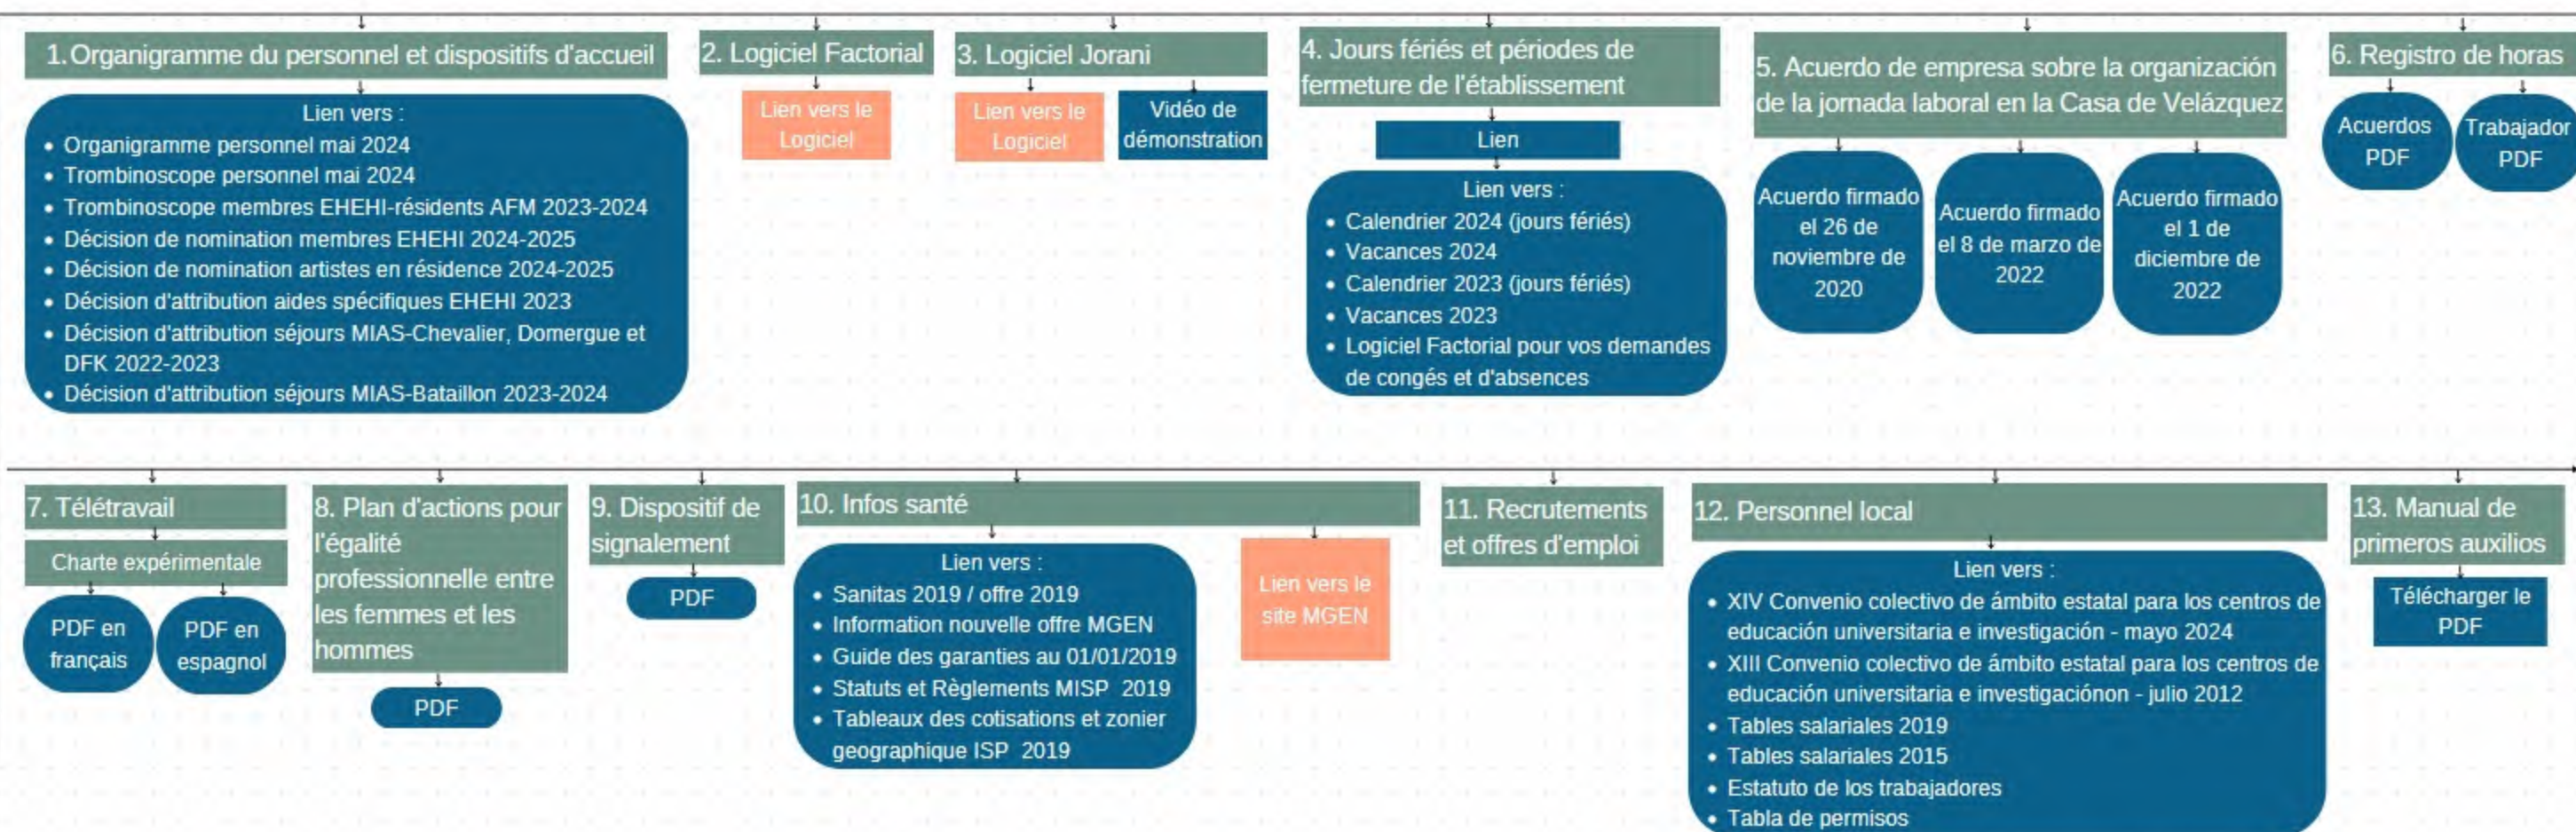 1. Organigramme du personnel et dispositifs d'accueil
Lien vers :
• Organigramme personnel mai 2024
• Trombinoscope personnel mai 2024
• Trombinoscope membres EHEHI-résidents AFM 2023-2024
• Décision de nomination membres EHEHI 2024-2025
• Décision de nomination artistes en résidence 2024-2025
• Décision d'attribution aides spécifiques EHEHI 2023
• Décision d'attribution séjours MIAS-Chevalier, Domergue et
DFK 2022-2023
• Décision d'attribution séjours MIAS-Bataillon 2023-2024
2. Logiciel Factorial
Lien vers le
Logiciel
3. Logiciel Jorani
Lien vers le
Logiciel
Vidéo de
démonstration
4. Jours fériés et périodes de
fermeture de l'établissement
Lien
Lien vers :
• Calendrier 2024 (jours fériés)
• Vacances 2024
• Calendrier 2023 (jours fériés)
• Vacances 2023
• Logiciel Factorial pour vos demandes
de congés et d'absences
5. Acuerdo de empresa sobre la organización
de la jornada laboral en la Casa de Velázquez
Acuerdo firmado
el 26 de
noviembre de
2020
Acuerdo firmado
el 8 de marzo de
2022
Acuerdo firmado
el 1 de
diciembre de
2022
6. Registro de horas
Acuerdos
PDF
Trabajador
PDF
7. Télétravail
Charte expérimentale
PDF en
français
PDF en
espagnol
8. Plan d'actions pour
l'égalité
professionnelle entre
les femmes et les
hommes
PDF
9. Dispositif de
signalement
PDF
10. Infos santé
Lien vers :
• Sanitas 2019 / offre 2019
• Information nouvelle offre MGEN
• Guide des garanties au 01/01/2019
• Statuts et Règlements MISP 2019
• Tableaux des cotisations et zonier
geographique ISP 2019
Lien vers le
site MGEN
11. Recrutements
et offres d'emploi
12. Personnel local
Lien vers :
• XIV Convenio colectivo de ámbito estatal para los centros de
educación universitaria e investigación - mayo 2024
• XIII Convenio colectivo de ámbito estatal para los centros de
educación universitaria e investigaciónon - julio 2012
• Tables salariales 2019
• Tables salariales 2015
• Estatuto de los trabajadores
• Tabla de permisos
13. Manual de
primeros auxilios
Télécharger le
PDF